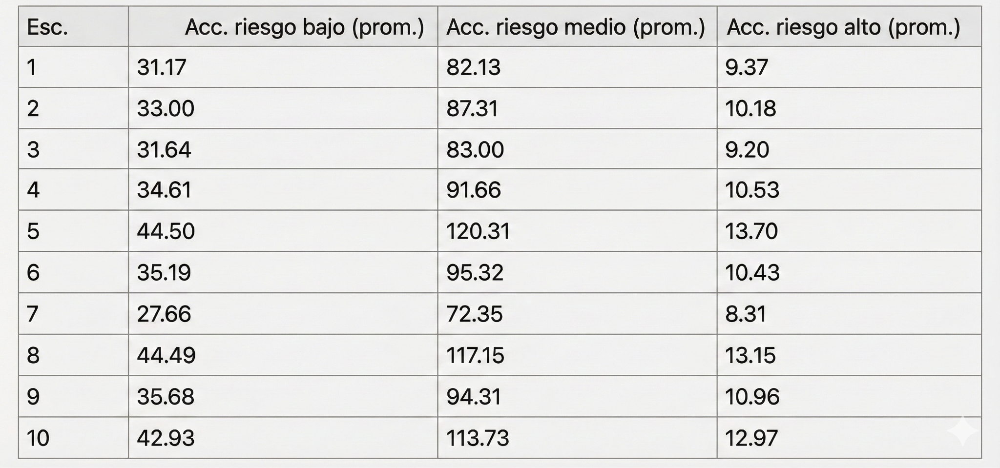 Esc. Acc. riesgo bajo (prom.) Acc. riesgo medio (prom.) Acc. riesgo alto (prom.)
1 31.17 82.13 9.37
2 33.00 87.31 10.18
3 31.64 83.00 9.20
4 34.61 91.66 10.53
5 44.50 120.31 13.70
6 35.19 95.32 10.43
7 27.66 72.35 8.31
8 44.49 117.15 13.15
9 35.68 94.31 10.96
10 42.93 113.73 12.97